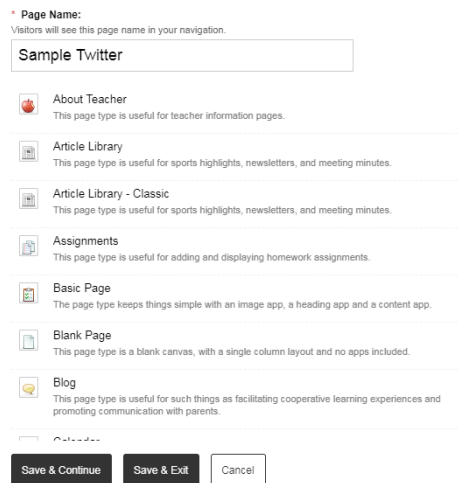 * Page Name:
Visitors will see this page name in your navigation.
Sample Twitter
About Teacher
This page type is useful for teacher information pages.
Article Library
This page type is useful for sports highlights, newsletters, and meeting minutes.
Article Library - Classic
This page type is useful for sports highlights, newsletters, and meeting minutes.
Assignments
This page type is useful for adding and displaying homework assignments.
Basic Page
The page type keeps things simple with an image app, a heading app and a content app.
Blank Page
This page type is a blank canvas, with a single column layout and no apps included.
Blog
This page type is useful for such things as facilitating cooperative learning experiences and
promoting communication with parents.
Calendar
Save & Continue
Save & Exit
Cancel